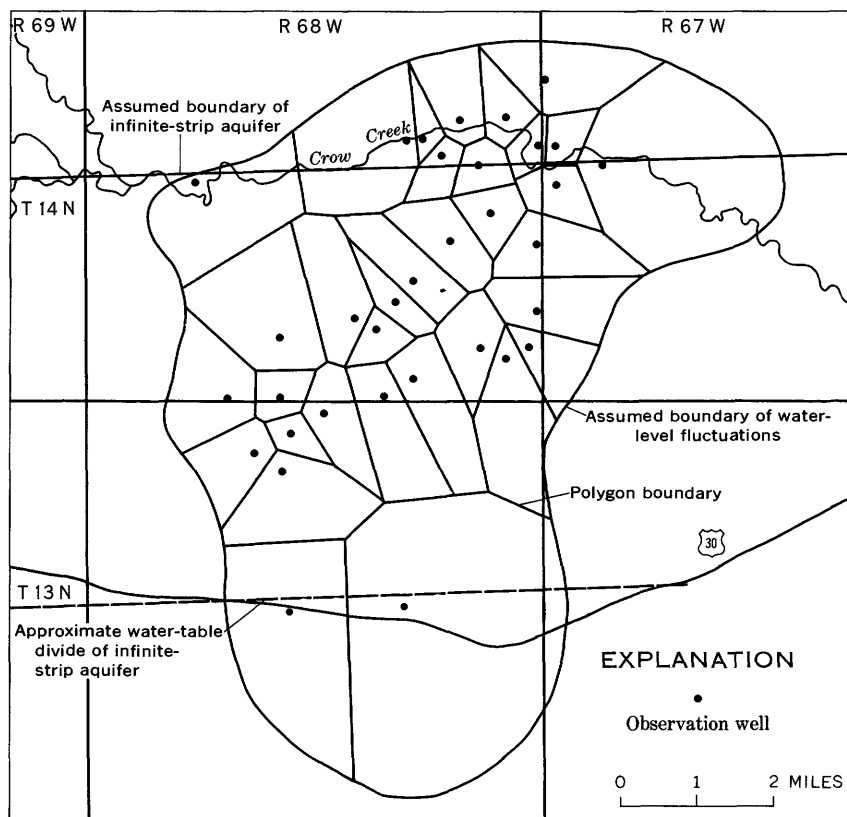 R 69 W
R 68 W
R 67 W
Assumed boundary of
infinite-strip aquifer
Crow
Creek
T 14 N
Assumed boundary of water-
level fluctuations
Polygon boundary
30
T 13 N
Approximate water-table
divide of infinite-
strip aquifer
EXPLANATION
Observation well
0 1 2 MILES